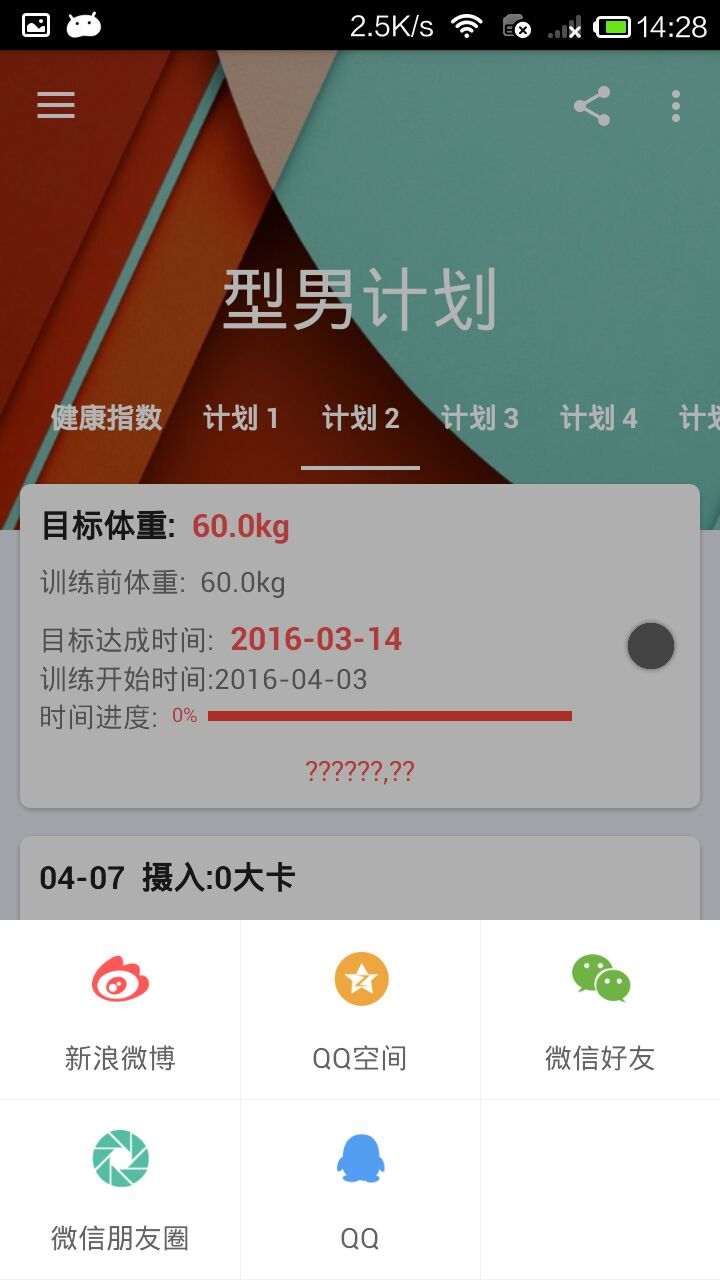 2.5K/s 14:28
型男计划
健康指数 计划 1 计划 2 计划 3 计划 4 计划
目标体重: 60.0kg
训练前体重: 60.0kg
目标达成时间: 2016-03-14
训练开始时间:2016-04-03
时间进度: 0%
??????,??
04-07 摄入:0大卡
新浪微博 QQ空间 微信好友
微信朋友圈 QQ